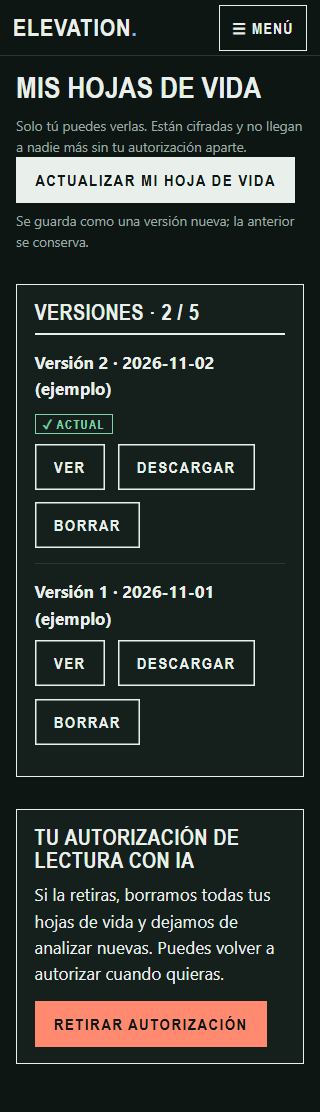 ELEVATION.
☰ MENÚ
MIS HOJAS DE VIDA
Solo tú puedes verlas. Están cifradas y no llegan
a nadie más sin tu autorización aparte.
ACTUALIZAR MI HOJA DE VIDA
Se guarda como una versión nueva; la anterior
se conserva.
VERSIONES · 2 / 5
Versión 2 · 2026-11-02
(ejemplo)
✓ ACTUAL
VER
DESCARGAR
BORRAR
Versión 1 · 2026-11-01
(ejemplo)
VER
DESCARGAR
BORRAR
TU AUTORIZACIÓN DE
LECTURA CON IA
Si la retiras, borramos todas tus
hojas de vida y dejamos de
analizar nuevas. Puedes volver a
autorizar cuando quieras.
RETIRAR AUTORIZACIÓN